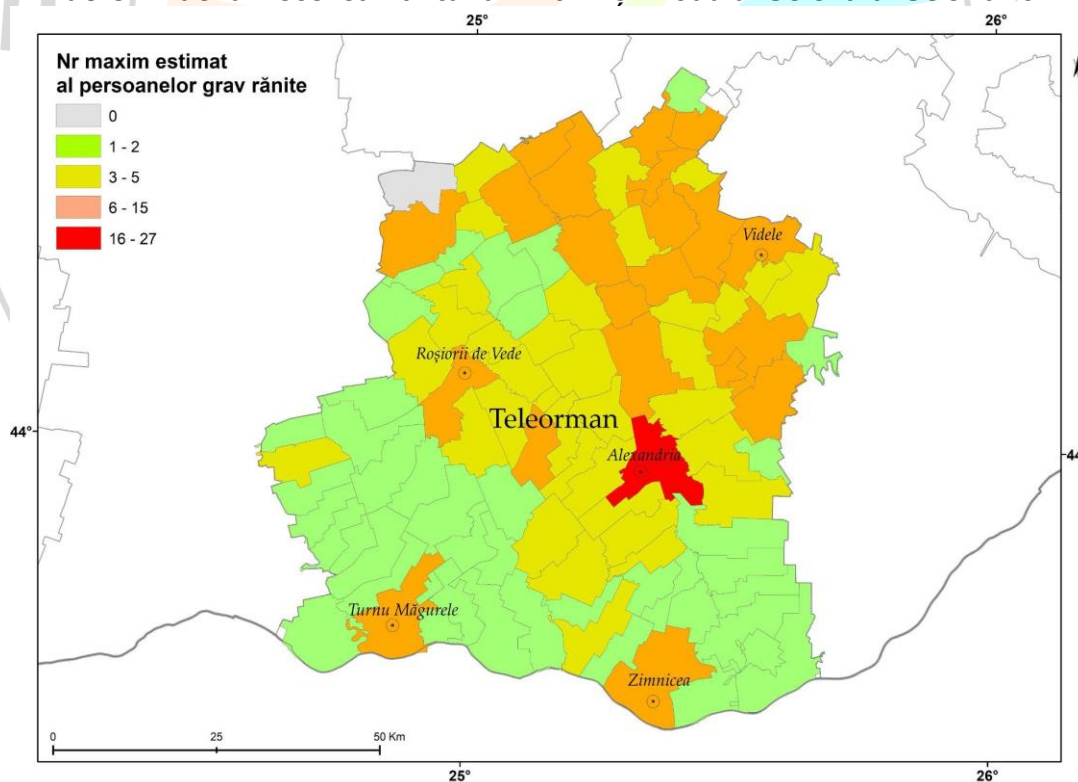 25°
26°
Nr maxim estimat
al persoanelor grav rănite
0
1 - 2
3 - 5
6 - 15
16 - 27
Videle
Roșiorii de Vede
Teleorman
44°
Alexandria
44
Turnu Măgurele
Zimnicea
0 25 50 Km
25°
26°